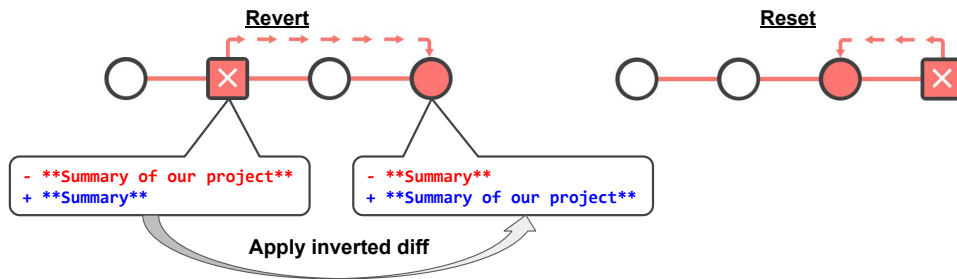 Revert
Reset
- **Summary of our project**
+ **Summary**
- **Summary**
+ **Summary of our project**
Apply inverted diff